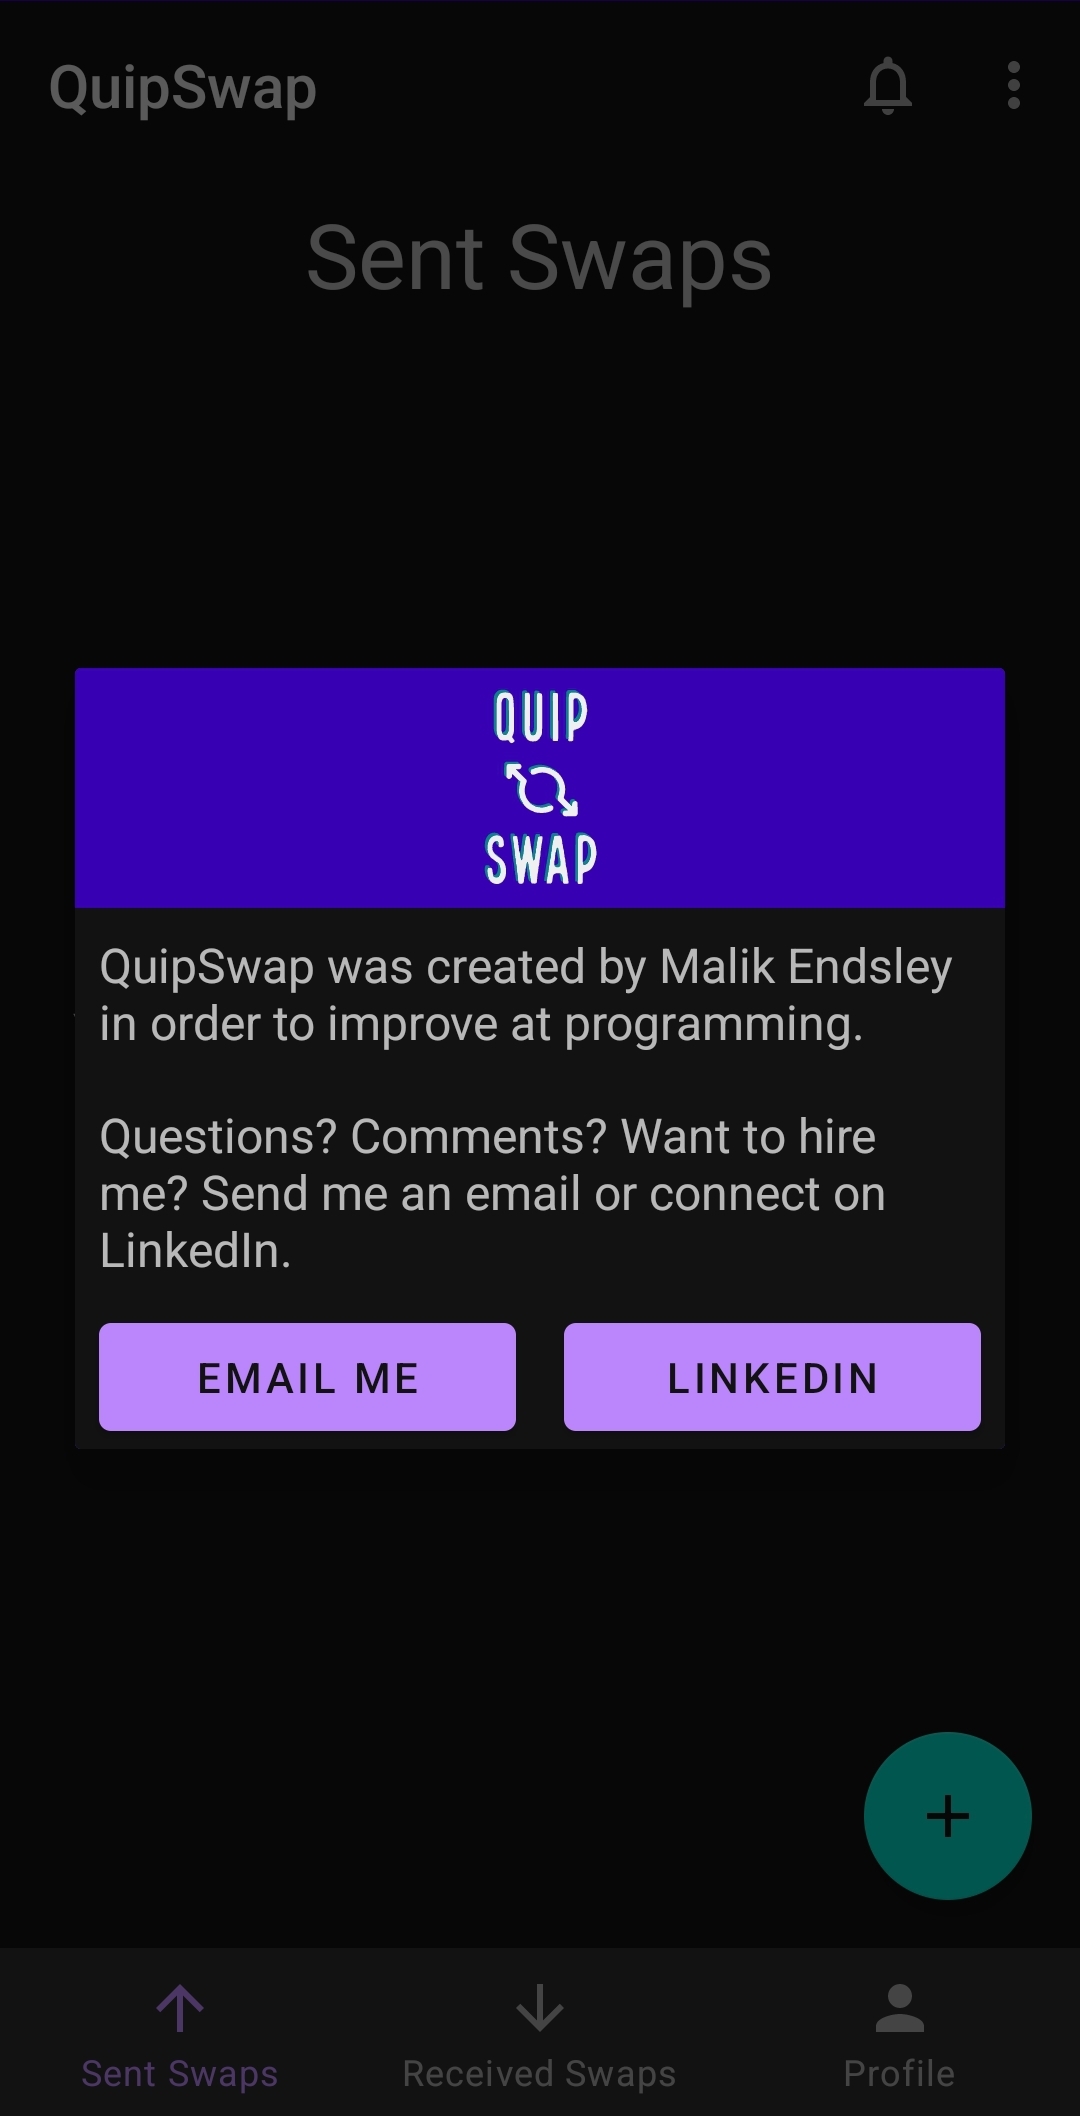 QuipSwap
Sent Swaps
QUIP
SWAP
QuipSwap was created by Malik Endsley
in order to improve at programming.
Questions? Comments? Want to hire
me? Send me an email or connect on
LinkedIn.
EMAIL ME
LINKEDIN
Sent Swaps
Received Swaps
Profile